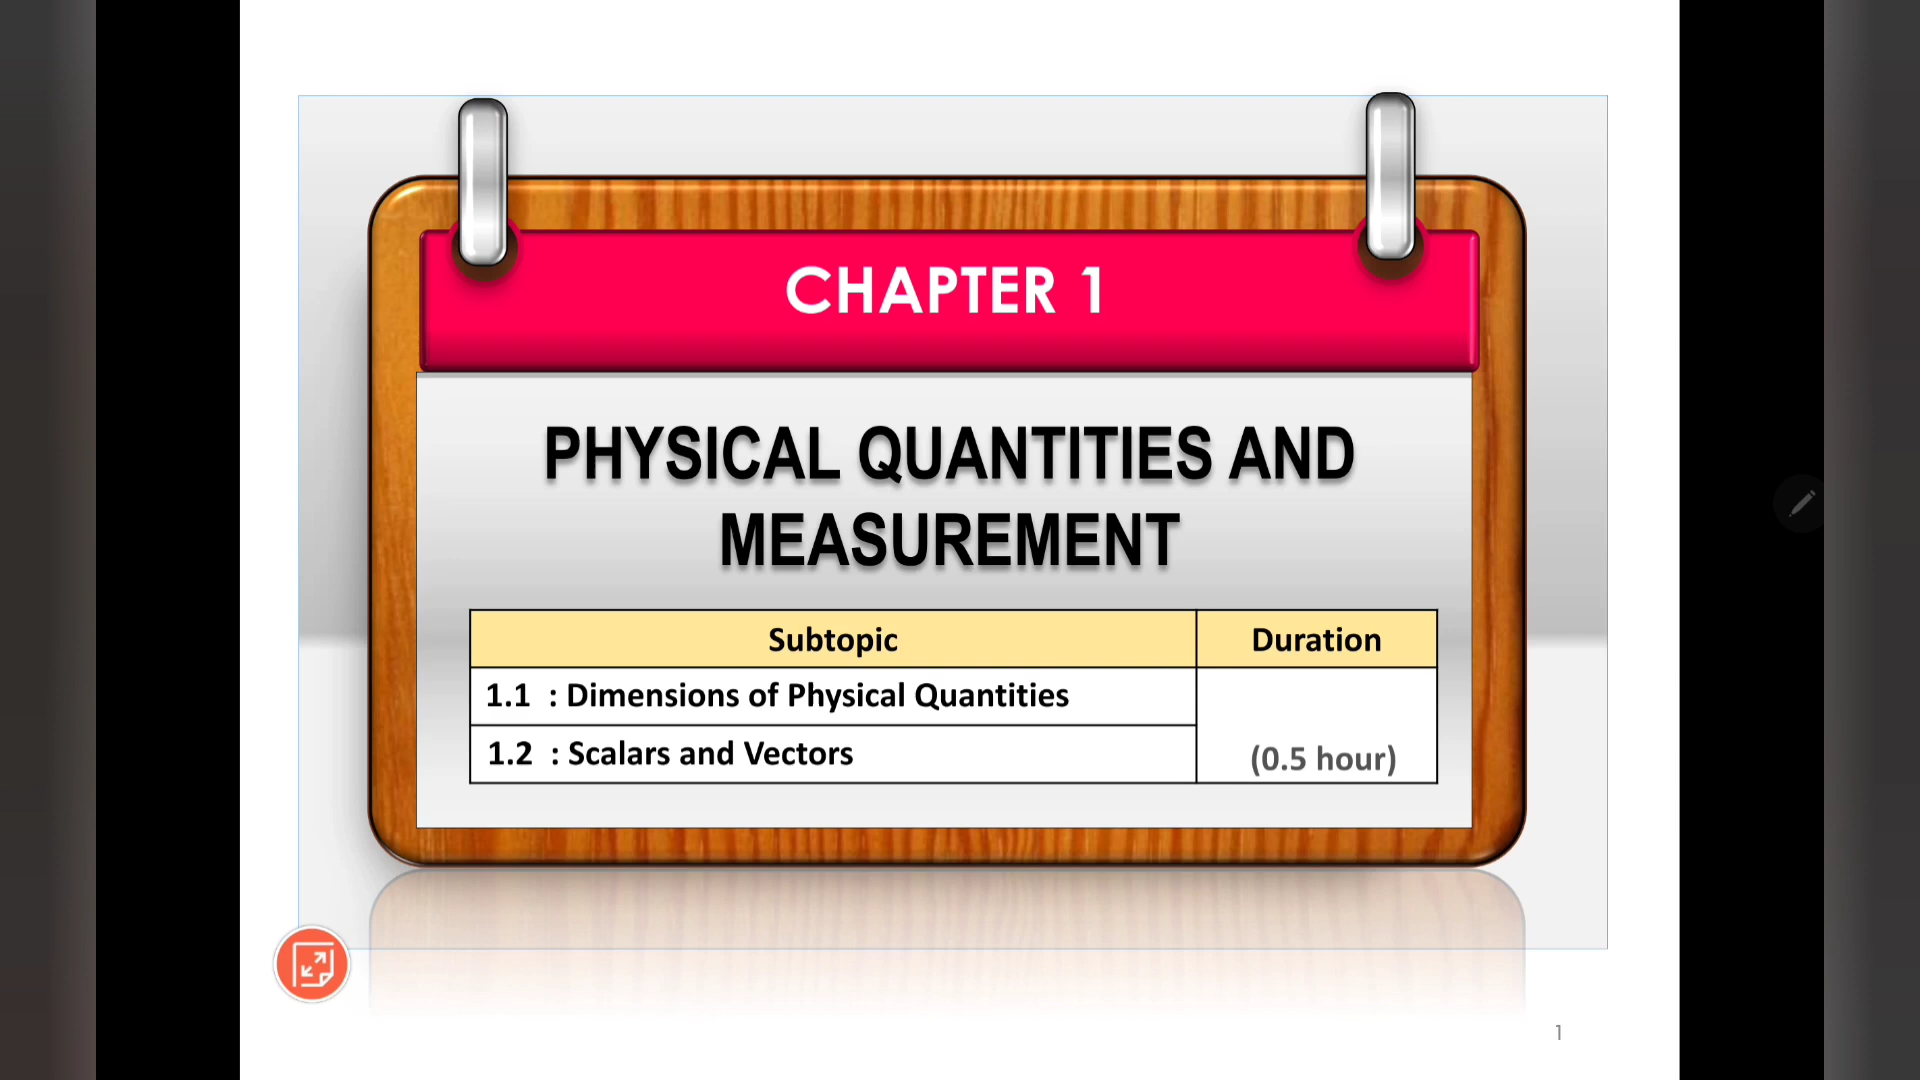 CHAPTER 1
PHYSICAL QUANTITIES AND
MEASUREMENT
Subtopic Duration
1.1 : Dimensions of Physical Quantities
1.2 : Scalars and Vectors
(0.5 hour)
1